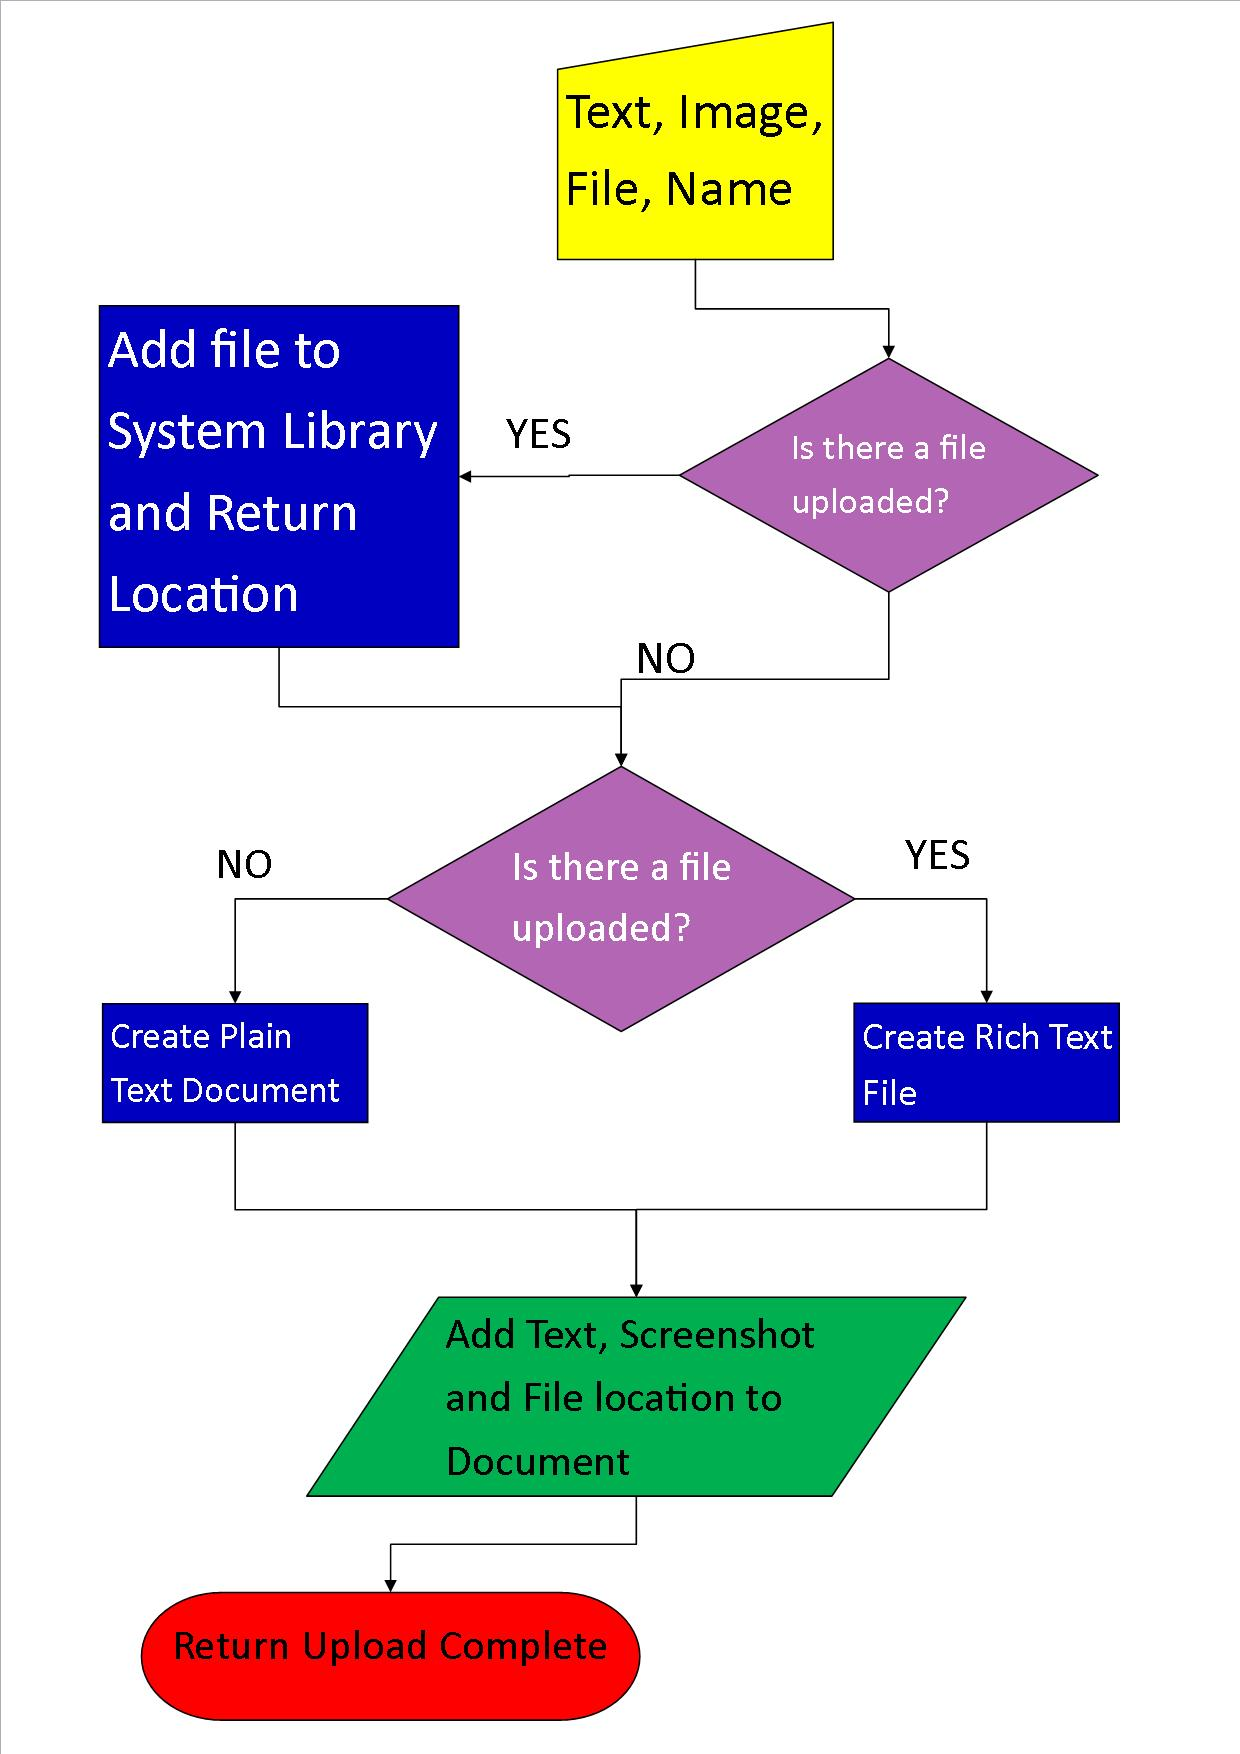 Text, Image,
File, Name
Add file to
System Library
and Return
Location
YES
Is there a file
uploaded?
NO
Is there a file
uploaded?
NO
YES
Create Plain
Text Document
Create Rich Text
File
Add Text, Screenshot
and File location to
Document
Return Upload Complete